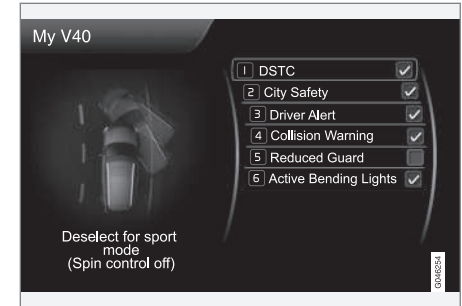 My V40
1 DSTC
2 City Safety
3 Driver Alert
4 Collision Warning
5 Reduced Guard
6 Active Bending Lights
Deselect for sport
mode
(Spin control off)
G046254